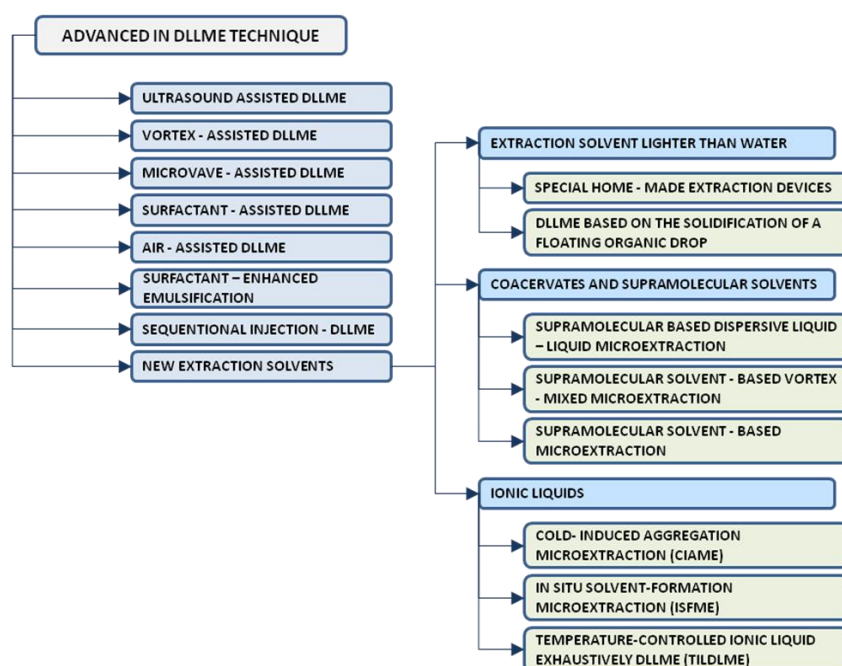 ADVANCED IN DLLME TECHNIQUE
ULTRASOUND ASSISTED DLLME
VORTEX - ASSISTED DLLME
MICROVAVE - ASSISTED DLLME
SURFACTANT - ASSISTED DLLME
AIR - ASSISTED DLLME
SURFACTANT – ENHANCED
EMULSIFICATION
SEQUENTIONAL INJECTION - DLLME
NEW EXTRACTION SOLVENTS
EXTRACTION SOLVENT LIGHTER THAN WATER
SPECIAL HOME - MADE EXTRACTION DEVICES
DLLME BASED ON THE SOLIDIFICATION OF A
FLOATING ORGANIC DROP
COACERVATES AND SUPRAMOLECULAR SOLVENTS
SUPRAMOLECULAR BASED DISPERSIVE LIQUID
– LIQUID MICROEXTRACTION
SUPRAMOLECULAR SOLVENT - BASED VORTEX
- MIXED MICROEXTRACTION
SUPRAMOLECULAR SOLVENT - BASED
MICROEXTRACTION
IONIC LIQUIDS
COLD- INDUCED AGGREGATION
MICROEXTRACTION (CIAME)
IN SITU SOLVENT-FORMATION
MICROEXTRACTION (ISFME)
TEMPERATURE-CONTROLLED IONIC LIQUID
EXHAUSTIVELY DLLME (TILDLME)